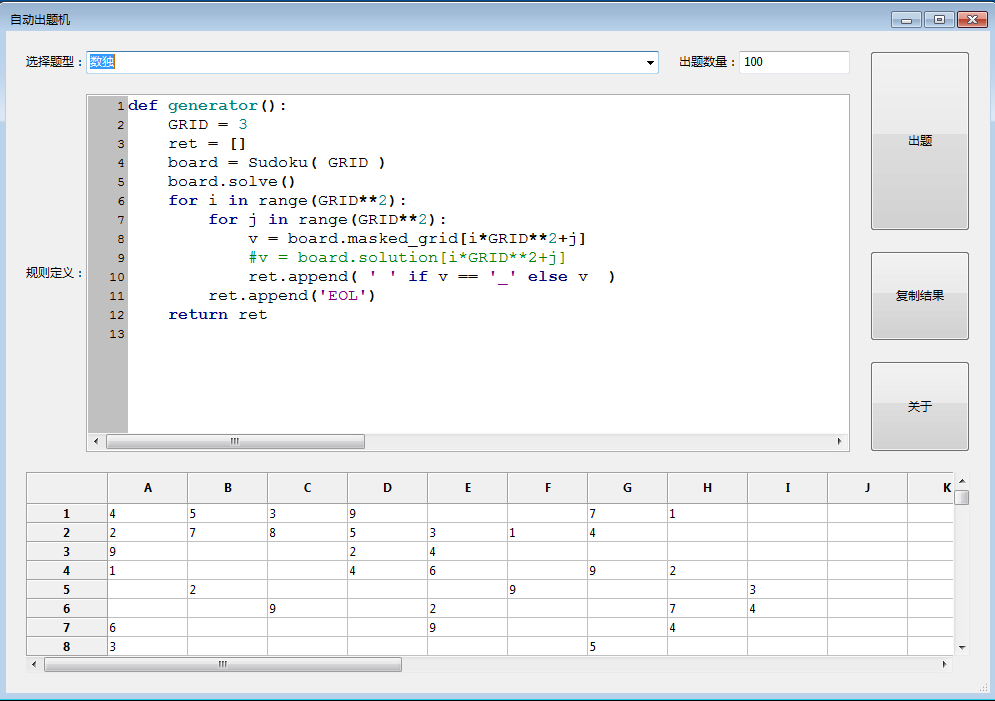 自动出题机
选择题型： 数独 出题数量： 100
出题
复制结果
关于
规则定义：
1 def generator():
2     GRID = 3
3     ret = []
4     board = Sudoku( GRID )
5     board.solve()
6     for i in range(GRID**2):
7         for j in range(GRID**2):
8             v = board.masked_grid[i*GRID**2+j]
9             #v = board.solution[i*GRID**2+j]
10             ret.append( ' ' if v == '_' else v  )
11         ret.append('EOL')
12     return ret
13
A B C D E F G H I J K
1 4 5 3 9 7 1
2 2 7 8 5 3 1 4
3 9 2 4
4 1 4 6 9 2
5 2 9 3
6 9 2 7 4
7 6 9 4
8 3 5